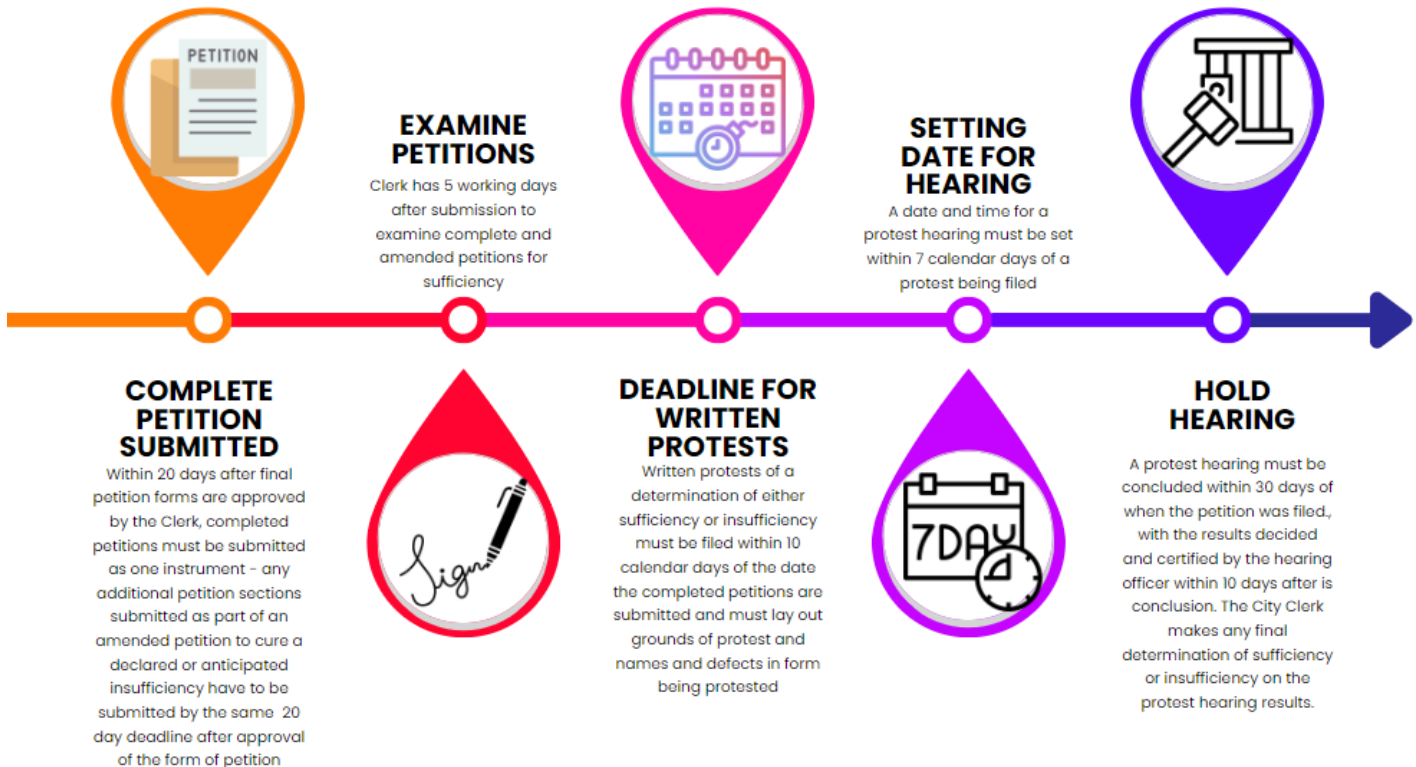 PETITION
COMPLETE
PETITION
SUBMITTED
Within 20 days after final
petition forms are approved
by the Clerk, completed
petitions must be submitted
as one instrument - any
additional petition sections
submitted as part of an
amended petition to cure a
declared or anticipated
insufficiency have to be
submitted by the same 20
day deadline after approval
of the form of petition
EXAMINE
PETITIONS
Clerk has 5 working days
after submission to
examine complete and
amended petitions for
sufficiency
Sign
DEADLINE FOR
WRITTEN
PROTESTS
Written protests of a
determination of either
sufficiency or insufficiency
must be filed within 10
calendar days of the date
the completed petitions are
submitted and must lay out
grounds of protest and
names and defects in form
being protested
SETTING
DATE FOR
HEARING
A date and time for a
protest hearing must be set
within 7 calendar days of a
protest being filed
7DAY
HOLD
HEARING
A protest hearing must be
concluded within 30 days of
when the petition was filed.,
with the results decided
and certified by the hearing
officer within 10 days after is
conclusion. The City Clerk
makes any final
determination of sufficiency
or insufficiency on the
protest hearing results.